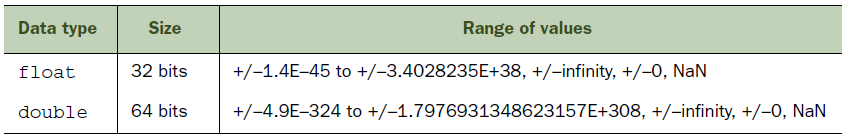 Data type Size Range of values
float 32 bits +/–1.4E–45 to +/–3.4028235E+38, +/–infinity, +/–0, NaN
double 64 bits +/–4.9E–324 to +/–1.7976931348623157E+308, +/–infinity, +/–0, NaN